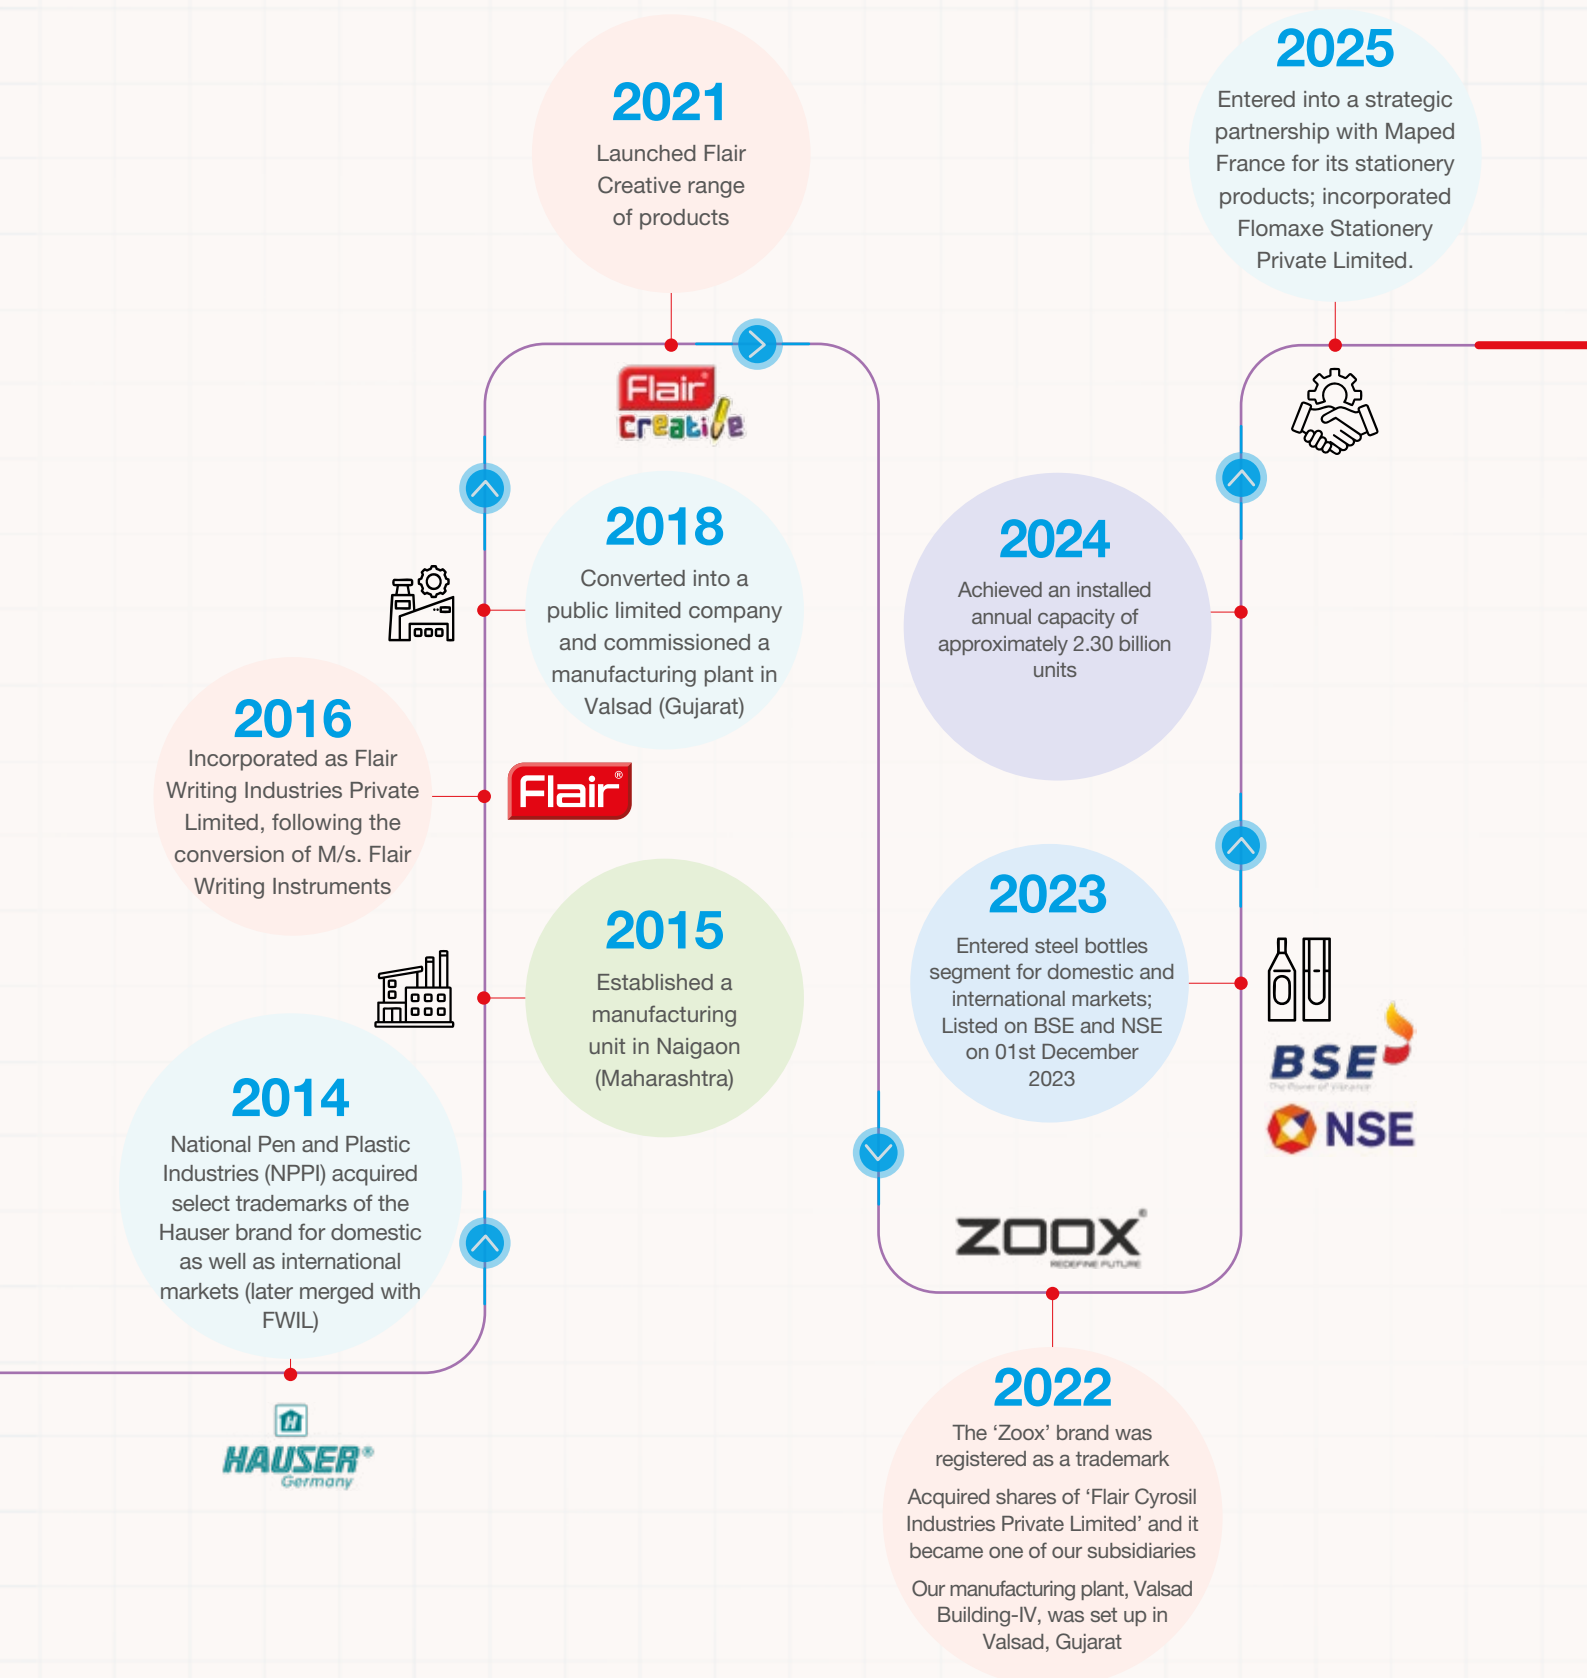 2014
National Pen and Plastic
Industries (NPPI) acquired
select trademarks of the
Hauser brand for domestic
as well as international
markets (later merged with
FWIL)
HAUSER®
Germany
2015
Established a
manufacturing
unit in Naigaon
(Maharashtra)
2016
Incorporated as Flair
Writing Industries Private
Limited, following the
conversion of M/s. Flair
Writing Instruments
Flair®
2018
Converted into a
public limited company
and commissioned a
manufacturing plant in
Valsad (Gujarat)
2021
Launched Flair
Creative range
of products
Flair®
Creative
2022
The ‘Zoox’ brand was
registered as a trademark
Acquired shares of ‘Flair Cyrosil
Industries Private Limited’ and it
became one of our subsidiaries
Our manufacturing plant, Valsad
Building-IV, was set up in
Valsad, Gujarat
ZOOX®
REDEFINE FUTURE
2023
Entered steel bottles
segment for domestic and
international markets;
Listed on BSE and NSE
on 01st December
2023
BSE
The Power of Vibrance
NSE
2024
Achieved an installed
annual capacity of
approximately 2.30 billion
units
2025
Entered into a strategic
partnership with Maped
France for its stationery
products; incorporated
Flomaxe Stationery
Private Limited.